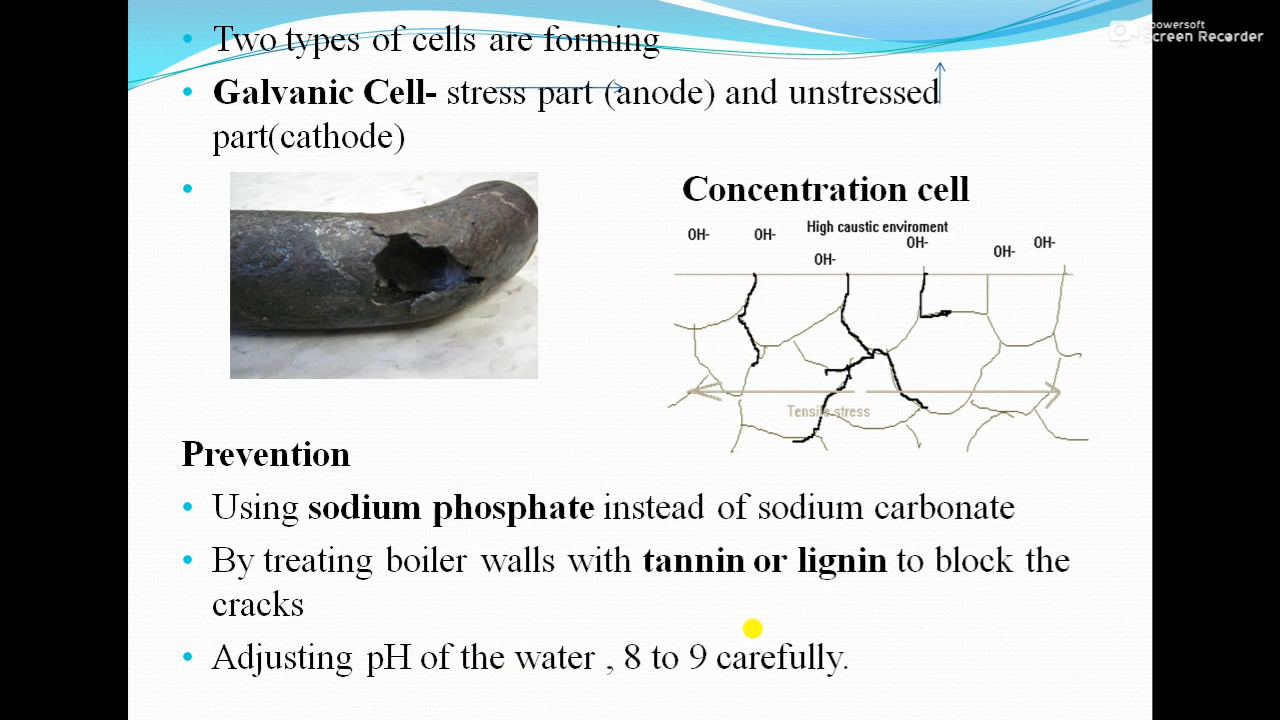 Two types of cells are forming
Galvanic Cell- stress part (anode) and unstressed
part(cathode)
Concentration cell
High caustic enviroment
OH- OH- OH- OH- OH- OH-
Tensile stress
Prevention
Using sodium phosphate instead of sodium carbonate
By treating boiler walls with tannin or lignin to block the
cracks
Adjusting pH of the water , 8 to 9 carefully.
Screen Recorder